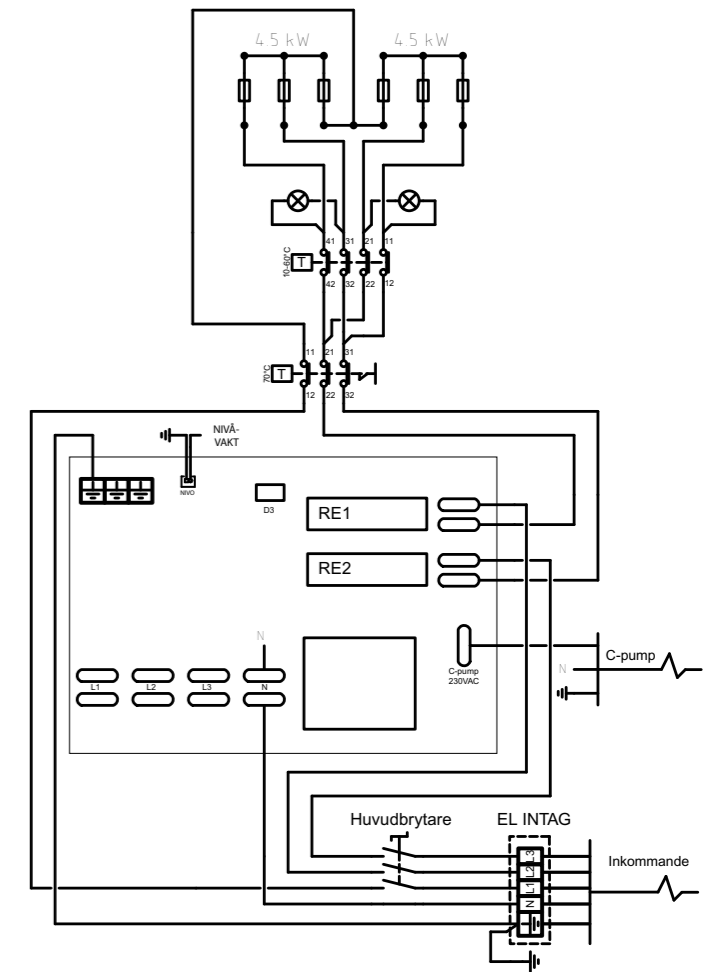 4.5 kW 4.5 kW
41 31 21 11
10-60°C T
42 32 22 12
11 21 31
70°C T
12 22 32
NIVÅ-
VAKT
NIVO
D3
RE1
RE2
N
L1 L2 L3 N
C-pump
230VAC
C-pump
N
Huvudbrytare EL INTAG
L3
L2
L1
N
Inkommande